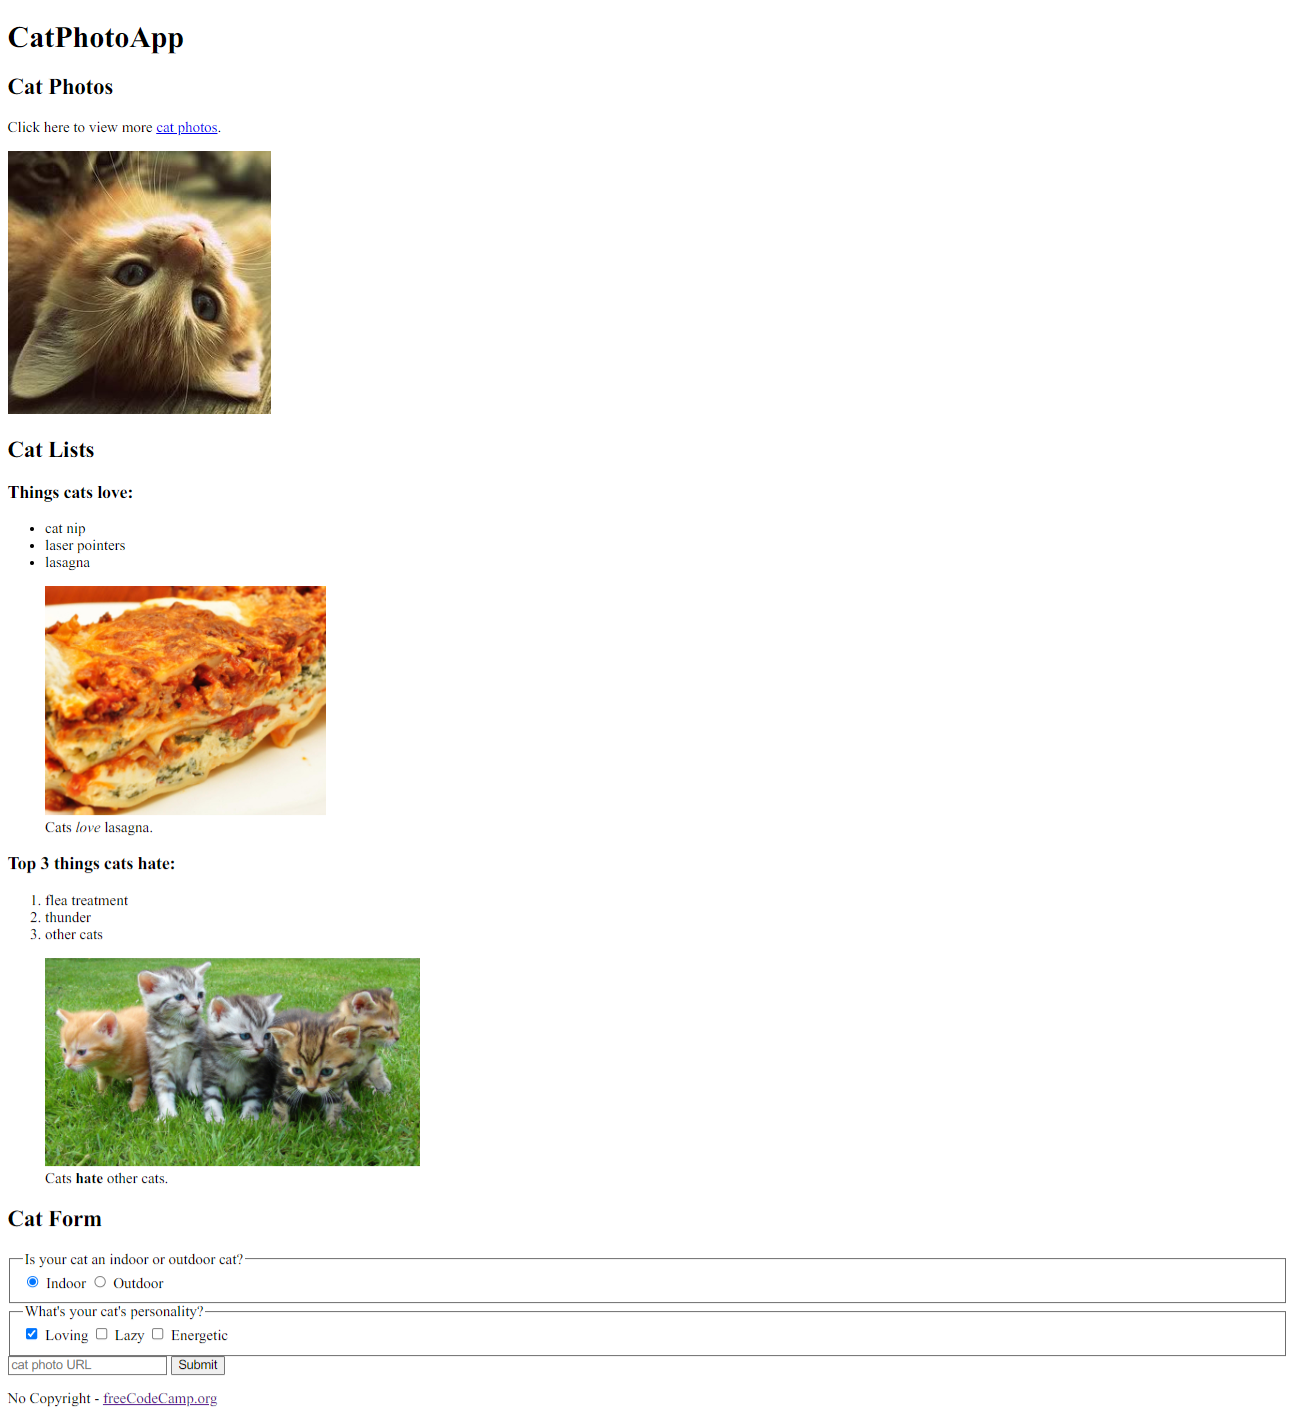 CatPhotoApp
Cat Photos
Click here to view more cat photos.
Cat Lists
Things cats love:
• cat nip
• laser pointers
• lasagna
Cats love lasagna.
Top 3 things cats hate:
1. flea treatment
2. thunder
3. other cats
Cats hate other cats.
Cat Form
Is your cat an indoor or outdoor cat?
Indoor Outdoor
What's your cat's personality?
Loving Lazy Energetic
cat photo URL Submit
No Copyright - freeCodeCamp.org